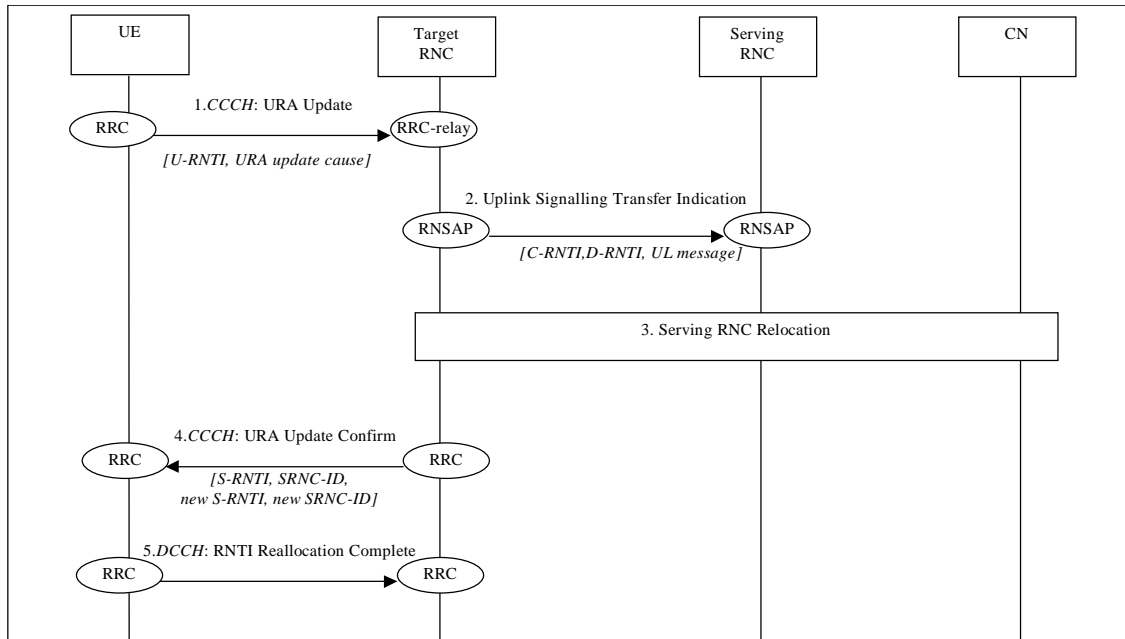 UE
Target
RNC
Serving
RNC
CN
1.CCCH: URA Update
RRC
RRC-relay
[U-RNTI, URA update cause]
2. Uplink Signalling Transfer Indication
RNSAP
RNSAP
[C-RNTI,D-RNTI, UL message]
3. Serving RNC Relocation
4.CCCH: URA Update Confirm
RRC
RRC
[S-RNTI, SRNC-ID,
new S-RNTI, new SRNC-ID]
5.DCCH: RNTI Reallocation Complete
RRC
RRC